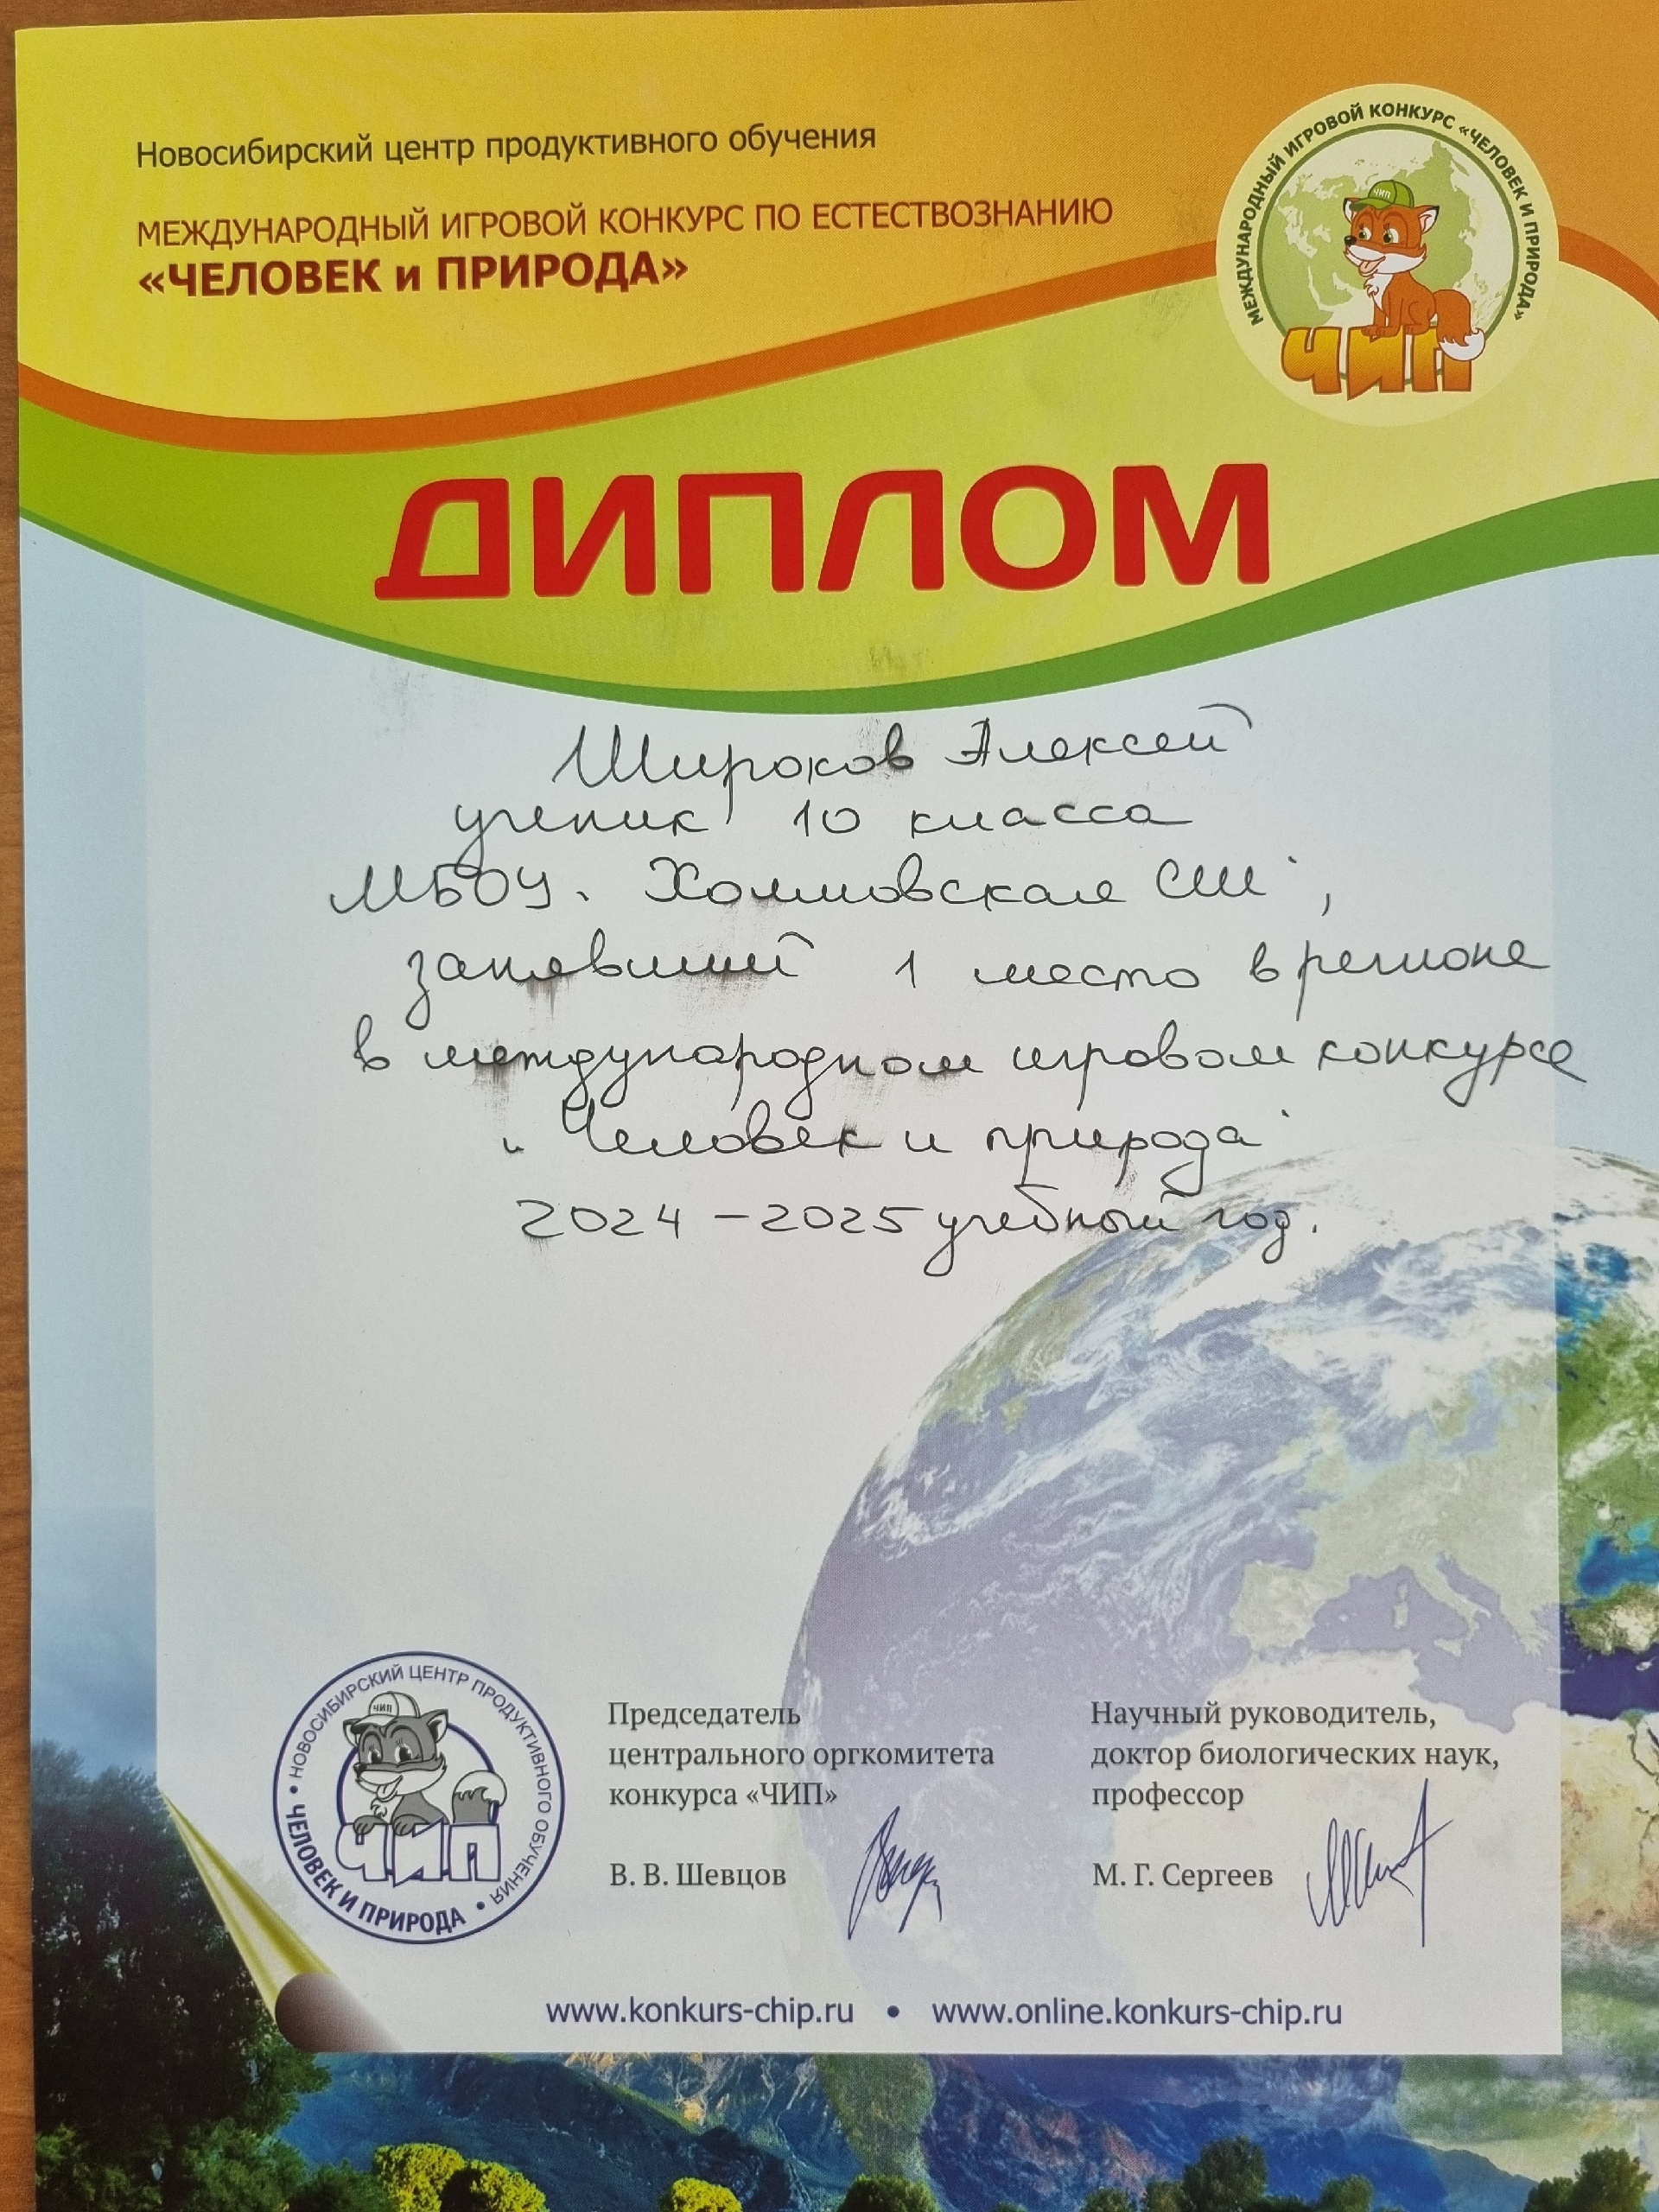 Новосибирский центр продуктивного обучения
МЕЖДУНАРОДНЫЙ ИГРОВОЙ КОНКУРС ПО ЕСТЕСТВОЗНАНИЮ
«ЧЕЛОВЕК и ПРИРОДА»
МЕЖДУНАРОДНЫЙ ИГРОВОЙ КОНКУРС «ЧЕЛОВЕК И ПРИРОДА»
ЧИП
ЧИП
ДИПЛОМ
Широков Алексей
ученик 10 класса
МБОУ "Холмовская СШ",
занявший 1 место в регионе
в международном игровом конкурсе
"Человек и природа"
2024-2025 учебный год.
• НОВОСИБИРСКИЙ ЦЕНТР ПРОДУКТИВНОГО ОБУЧЕНИЯ •
ЧИП
ЧИП
ЧЕЛОВЕК И ПРИРОДА
Председатель
центрального оргкомитета
конкурса «ЧИП»
В. В. Шевцов
Научный руководитель,
доктор биологических наук,
профессор
М. Г. Сергеев
www.konkurs-chip.ru • www.online.konkurs-chip.ru